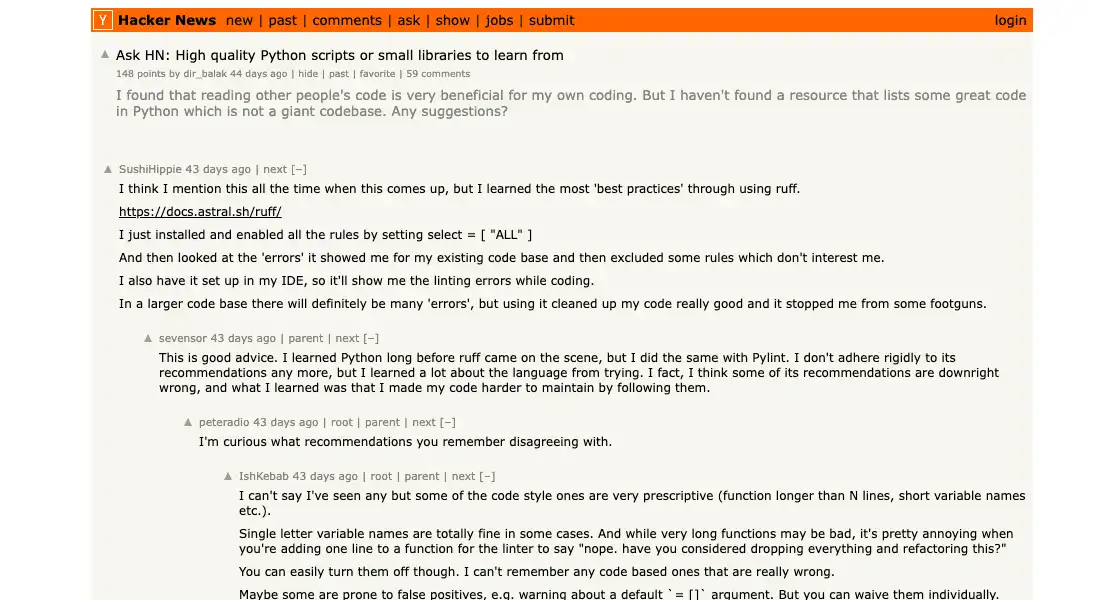 Y Hacker News new | past | comments | ask | show | jobs | submit login
▲ Ask HN: High quality Python scripts or small libraries to learn from
148 points by dir_balak 44 days ago | hide | past | favorite | 59 comments
I found that reading other people's code is very beneficial for my own coding. But I haven't found a resource that lists some great code
in Python which is not a giant codebase. Any suggestions?
▲ SushiHippie 43 days ago | next [–]
I think I mention this all the time when this comes up, but I learned the most 'best practices' through using ruff.
https://docs.astral.sh/ruff/
I just installed and enabled all the rules by setting select = [ "ALL" ]
And then looked at the 'errors' it showed me for my existing code base and then excluded some rules which don't interest me.
I also have it set up in my IDE, so it'll show me the linting errors while coding.
In a larger code base there will definitely be many 'errors', but using it cleaned up my code really good and it stopped me from some footguns.
▲ sevensor 43 days ago | parent | next [–]
This is good advice. I learned Python long before ruff came on the scene, but I did the same with Pylint. I don't adhere rigidly to its
recommendations any more, but I learned a lot about the language from trying. I fact, I think some of its recommendations are downright
wrong, and what I learned was that I made my code harder to maintain by following them.
▲ peteradio 43 days ago | root | parent | next [–]
I'm curious what recommendations you remember disagreeing with.
▲ IshKebab 43 days ago | root | parent | next [–]
I can't say I've seen any but some of the code style ones are very prescriptive (function longer than N lines, short variable names
etc.).
Single letter variable names are totally fine in some cases. And while very long functions may be bad, it's pretty annoying when
you're adding one line to a function for the linter to say "nope. have you considered dropping everything and refactoring this?"
You can easily turn them off though. I can't remember any code based ones that are really wrong.
Maybe some are prone to false positives, e.g. warning about a default `= []` argument. But you can waive them individually.